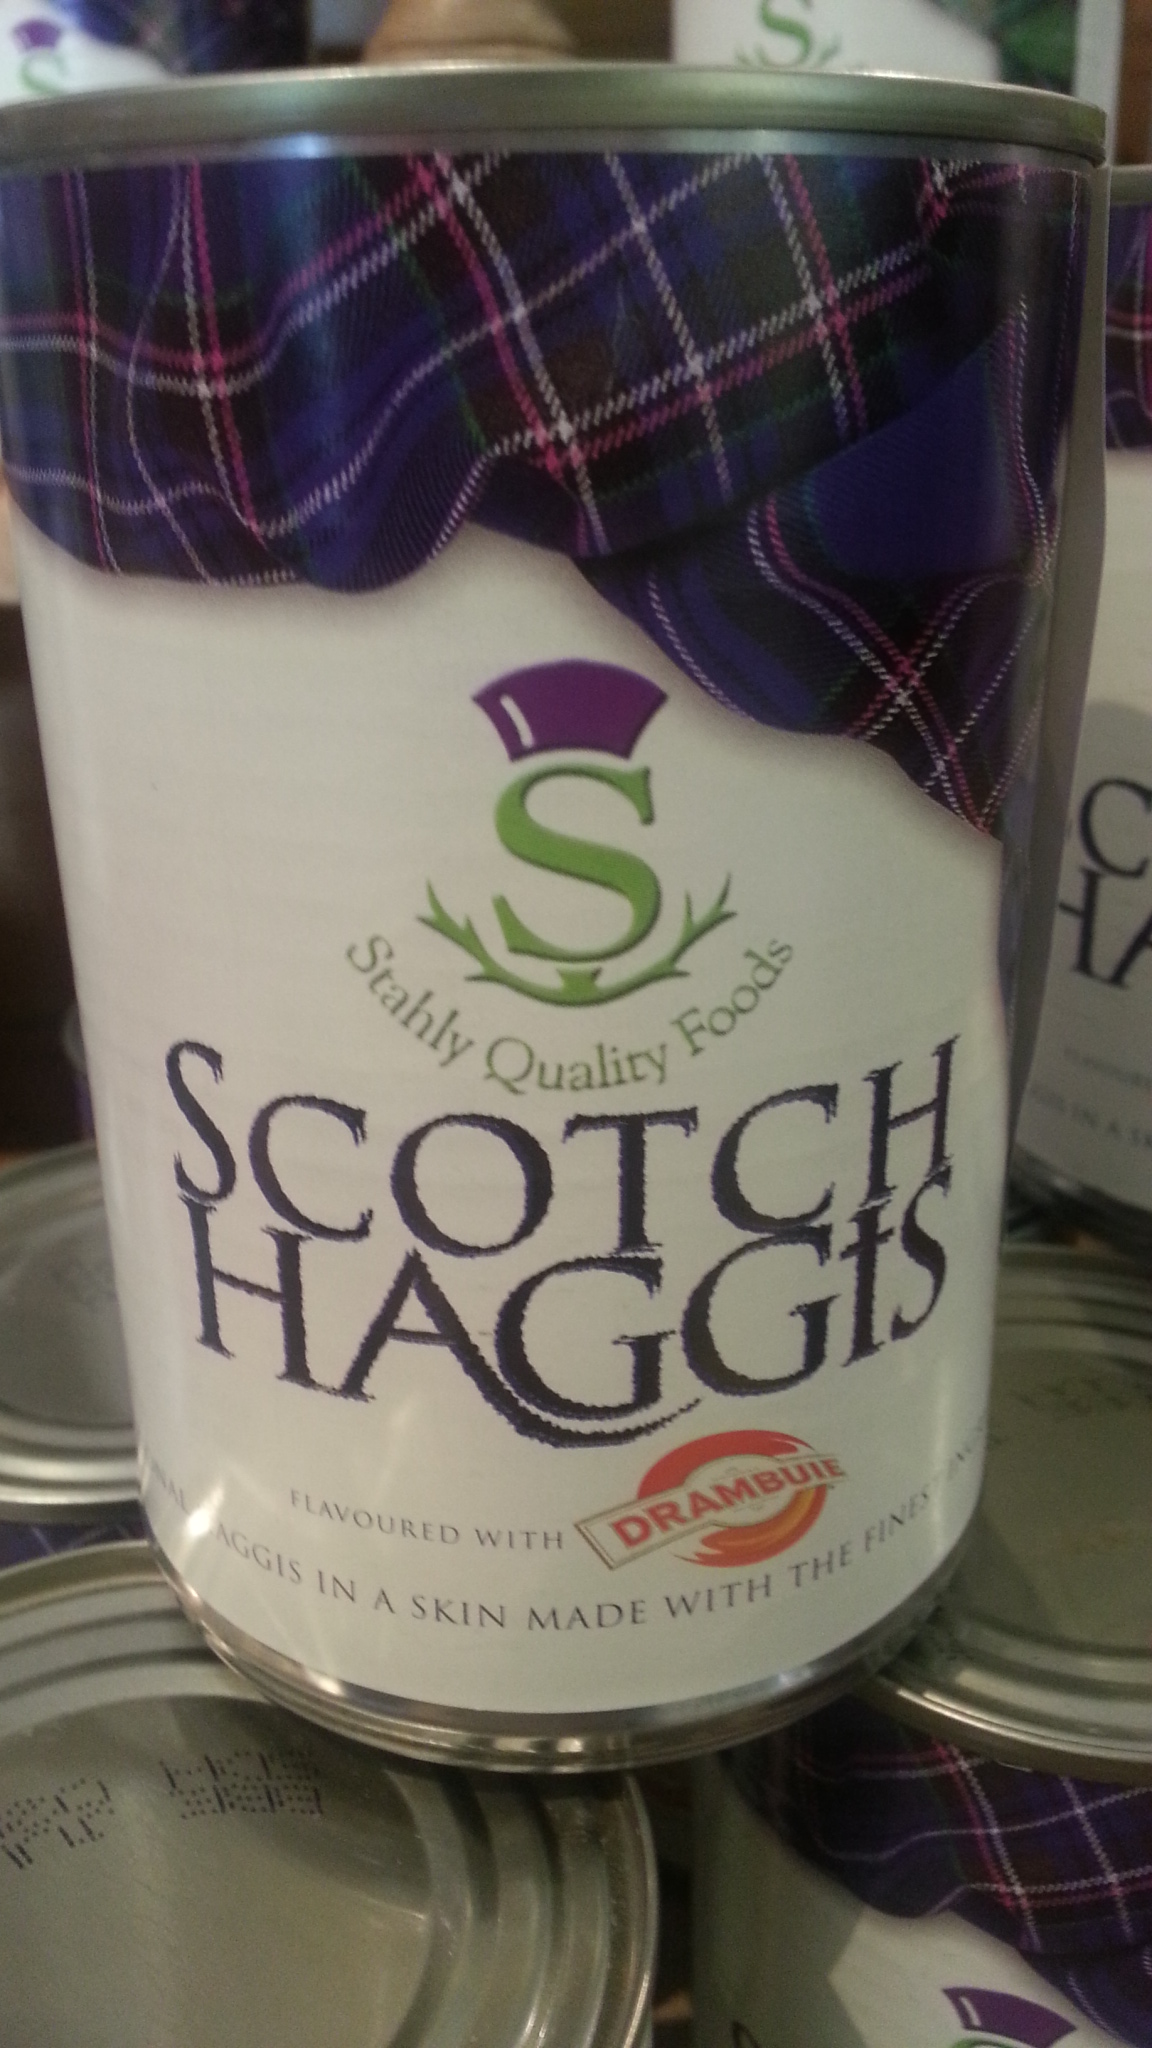 S
Stahly Quality Foods
SCOTCH
HAGGIS
FLAVOURED WITH DRAMBUIE
IN A SKIN MADE WITH THE